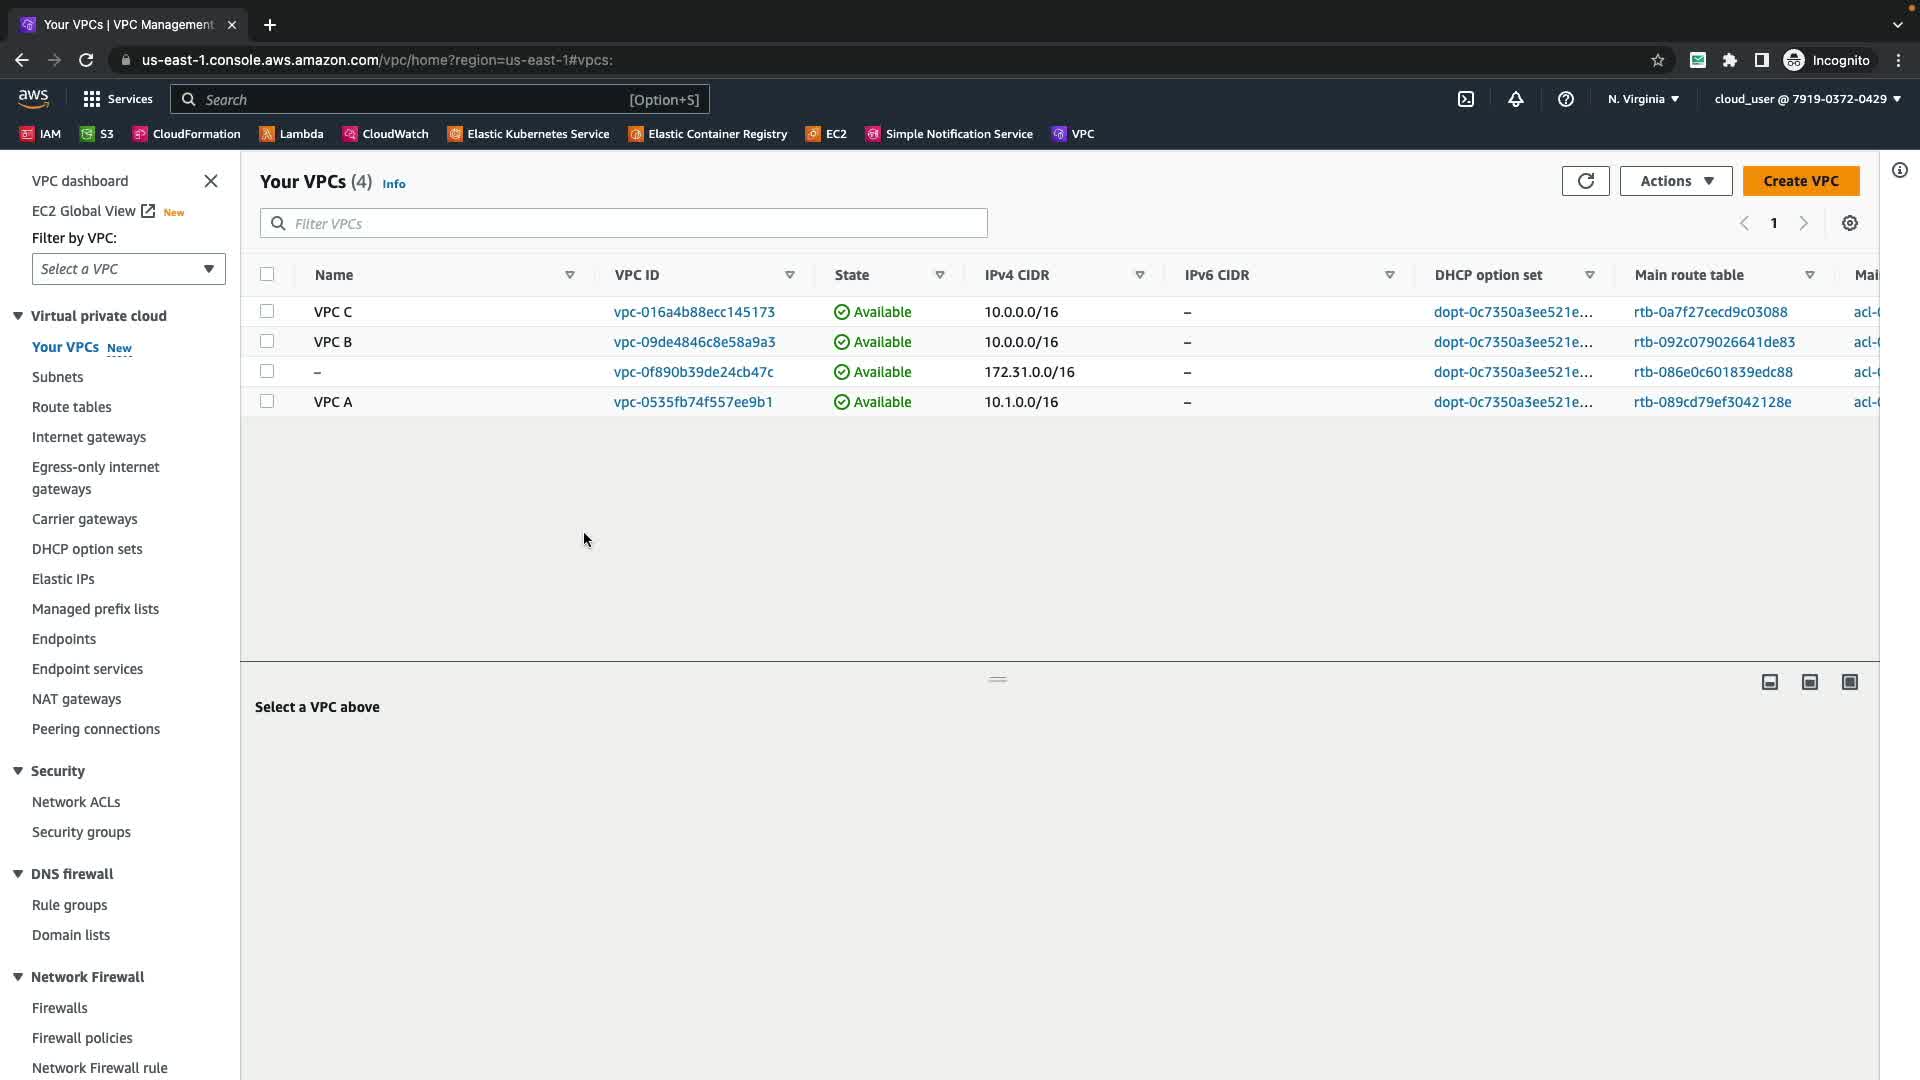 Your VPCs | VPC Management
us-east-1.console.aws.amazon.com/vpc/home?region=us-east-1#vpcs:
Incognito
aws
Services
Search
[Option+S]
N. Virginia
cloud_user @ 7919-0372-0429
IAM
S3
CloudFormation
Lambda
CloudWatch
Elastic Kubernetes Service
Elastic Container Registry
EC2
Simple Notification Service
VPC
VPC dashboard
EC2 Global View New
Filter by VPC:
Select a VPC
Virtual private cloud
Your VPCs New
Subnets
Route tables
Internet gateways
Egress-only internet
gateways
Carrier gateways
DHCP option sets
Elastic IPs
Managed prefix lists
Endpoints
Endpoint services
NAT gateways
Peering connections
Security
Network ACLs
Security groups
DNS firewall
Rule groups
Domain lists
Network Firewall
Firewalls
Firewall policies
Network Firewall rule
Your VPCs (4) Info
Actions
Create VPC
Filter VPCs
1
Name VPC ID State IPv4 CIDR IPv6 CIDR DHCP option set Main route table Mai
VPC C vpc-016a4b88ecc145173 Available 10.0.0.0/16 – dopt-0c7350a3ee521e... rtb-0a7f27cecd9c03088 acl-0
VPC B vpc-09de4846c8e58a9a3 Available 10.0.0.0/16 – dopt-0c7350a3ee521e... rtb-092c079026641de83 acl-0
– vpc-0f890b39de24cb47c Available 172.31.0.0/16 – dopt-0c7350a3ee521e... rtb-086e0c601839edc88 acl-0
VPC A vpc-0535fb74f557ee9b1 Available 10.1.0.0/16 – dopt-0c7350a3ee521e... rtb-089cd79ef3042128e acl-0
Select a VPC above